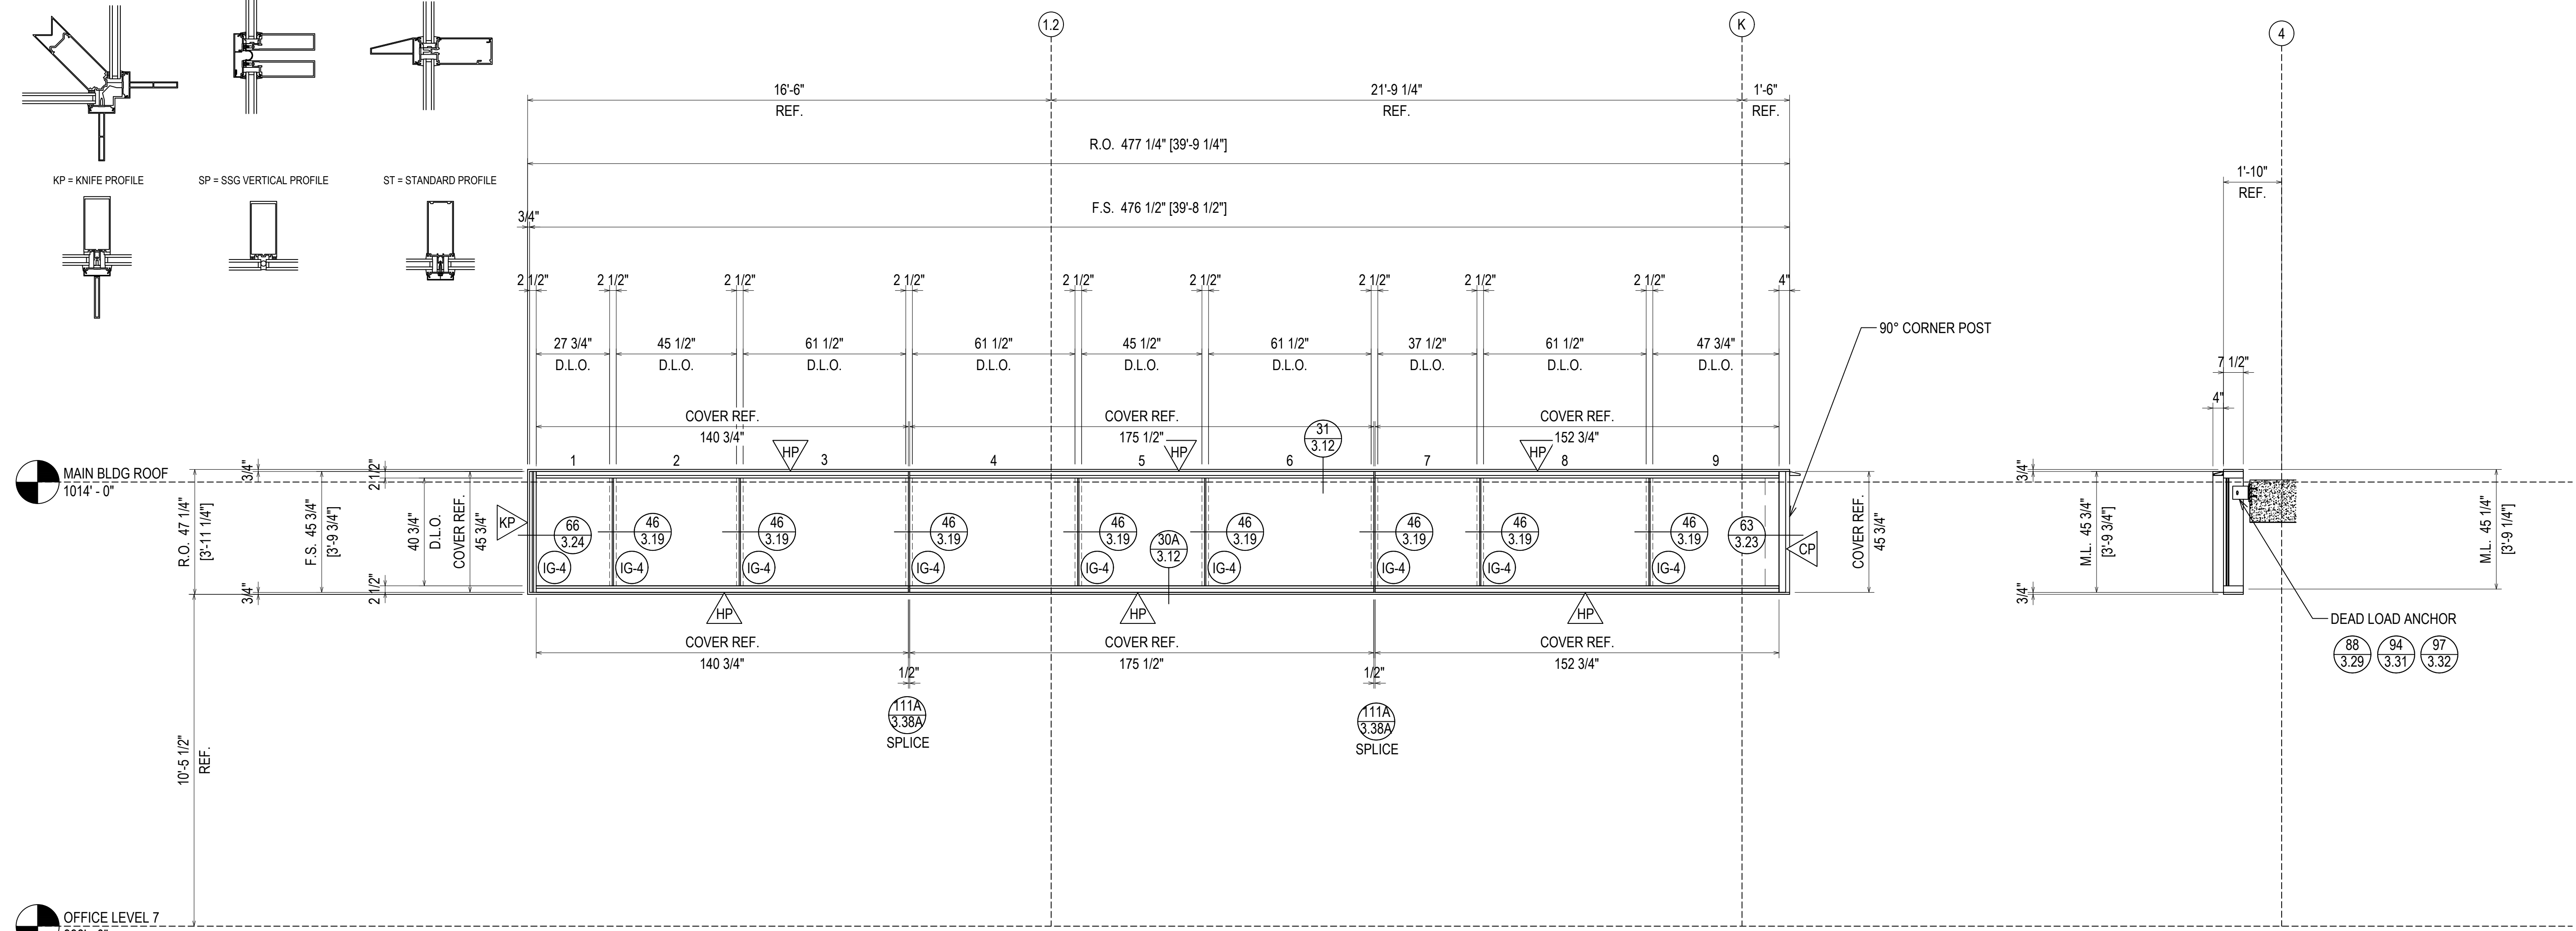 1.2
K
4
16'-6"
REF.
21'-9 1/4"
REF.
1'-6"
REF.
R.O. 477 1/4" [39'-9 1/4"]
KP = KNIFE PROFILE
SP = SSG VERTICAL PROFILE
ST = STANDARD PROFILE
1'-10"
REF.
3/4"
F.S. 476 1/2" [39'-8 1/2"]
2 1/2"
2 1/2"
2 1/2"
2 1/2"
2 1/2"
2 1/2"
2 1/2"
2 1/2"
2 1/2"
4"
27 3/4"
D.L.O.
45 1/2"
D.L.O.
61 1/2"
D.L.O.
61 1/2"
D.L.O.
45 1/2"
D.L.O.
61 1/2"
D.L.O.
37 1/2"
D.L.O.
61 1/2"
D.L.O.
47 3/4"
D.L.O.
90° CORNER POST
7 1/2"
4"
COVER REF.
140 3/4"
COVER REF.
175 1/2"
COVER REF.
152 3/4"
31
3.12
HP
HP
HP
1
2
3
4
5
6
7
8
9
MAIN BLDG ROOF
1014' - 0"
R.O. 47 1/4"
[3'-11 1/4"]
3/4"
3/4"
F.S. 45 3/4"
[3'-9 3/4"]
2 1/2"
2 1/2"
40 3/4"
D.L.O.
COVER REF.
45 3/4"
KP
66
3.24
46
3.19
46
3.19
46
3.19
46
3.19
30A
3.12
46
3.19
46
3.19
46
3.19
46
3.19
63
3.23
CP
IG-4
IG-4
IG-4
IG-4
IG-4
IG-4
IG-4
IG-4
IG-4
COVER REF.
45 3/4"
3/4"
3/4"
M.L. 45 3/4"
[3'-9 3/4"]
M.L. 45 1/4"
[3'-9 1/4"]
HP
HP
HP
COVER REF.
140 3/4"
COVER REF.
175 1/2"
COVER REF.
152 3/4"
1/2"
1/2"
111A
3.38A
SPLICE
111A
3.38A
SPLICE
DEAD LOAD ANCHOR
88
3.29
94
3.31
97
3.32
10'-5 1/2"
REF.
OFFICE LEVEL 7